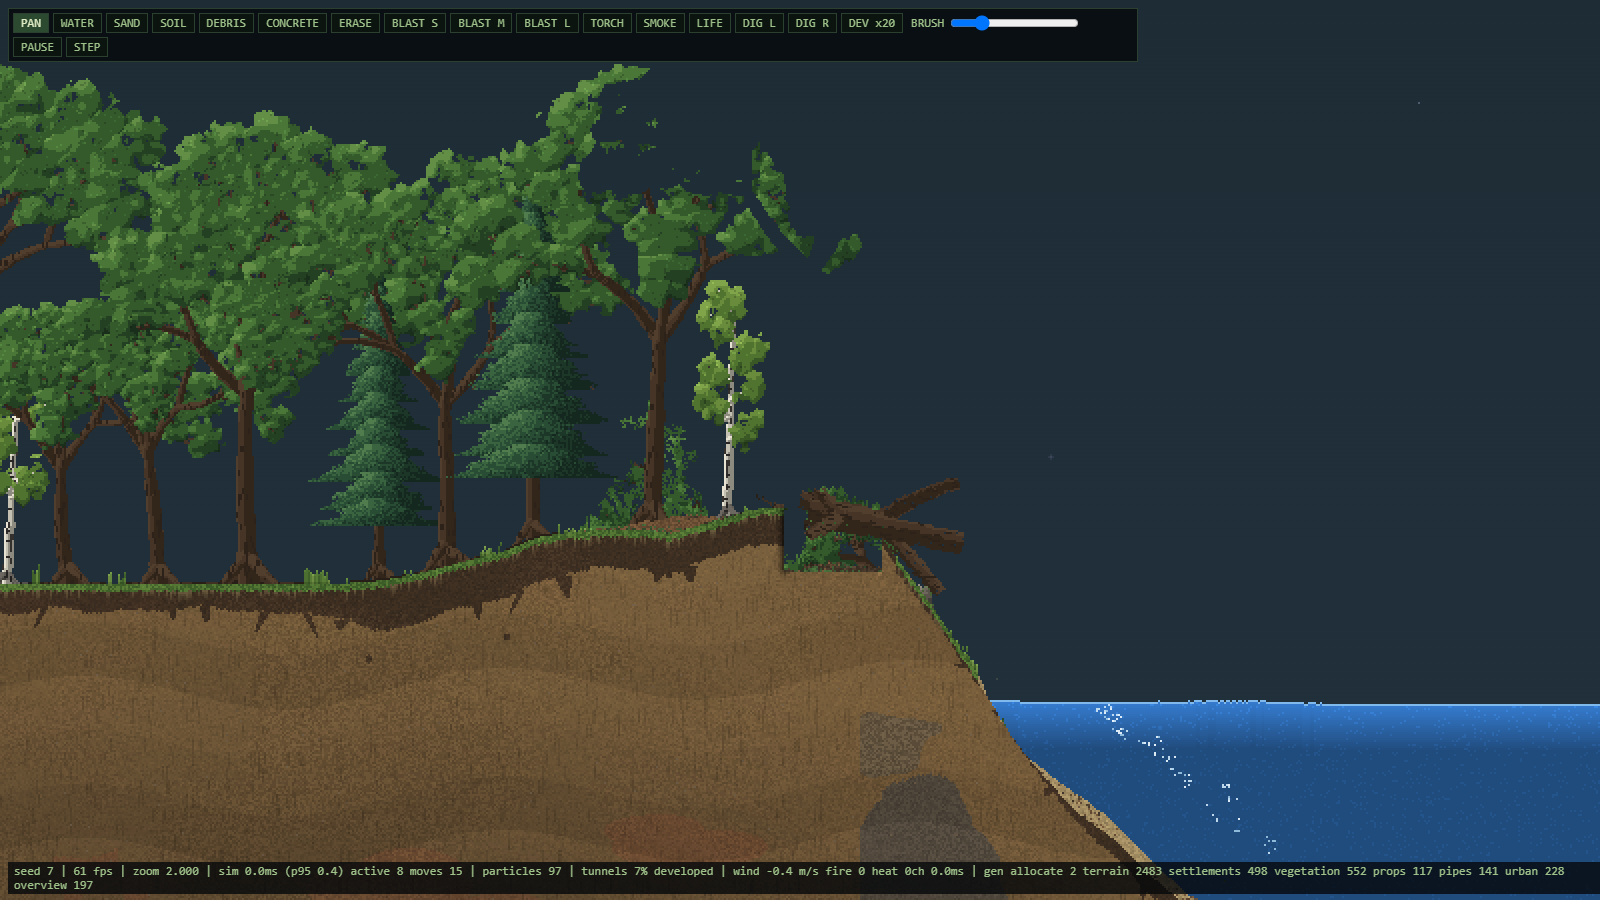 PAN WATER SAND SOIL DEBRIS CONCRETE ERASE BLAST S BLAST M BLAST L TORCH SMOKE LIFE DIG L DIG R DEV x20 BRUSH
PAUSE STEP
seed 7 | 61 fps | zoom 2.000 | sim 0.0ms (p95 0.4) active 8 moves 15 | particles 97 | tunnels 7% developed | wind -0.4 m/s fire 0 heat 0ch 0.0ms | gen allocate 2 terrain 2483 settlements 498 vegetation 552 props 117 pipes 141 urban 228
overview 197